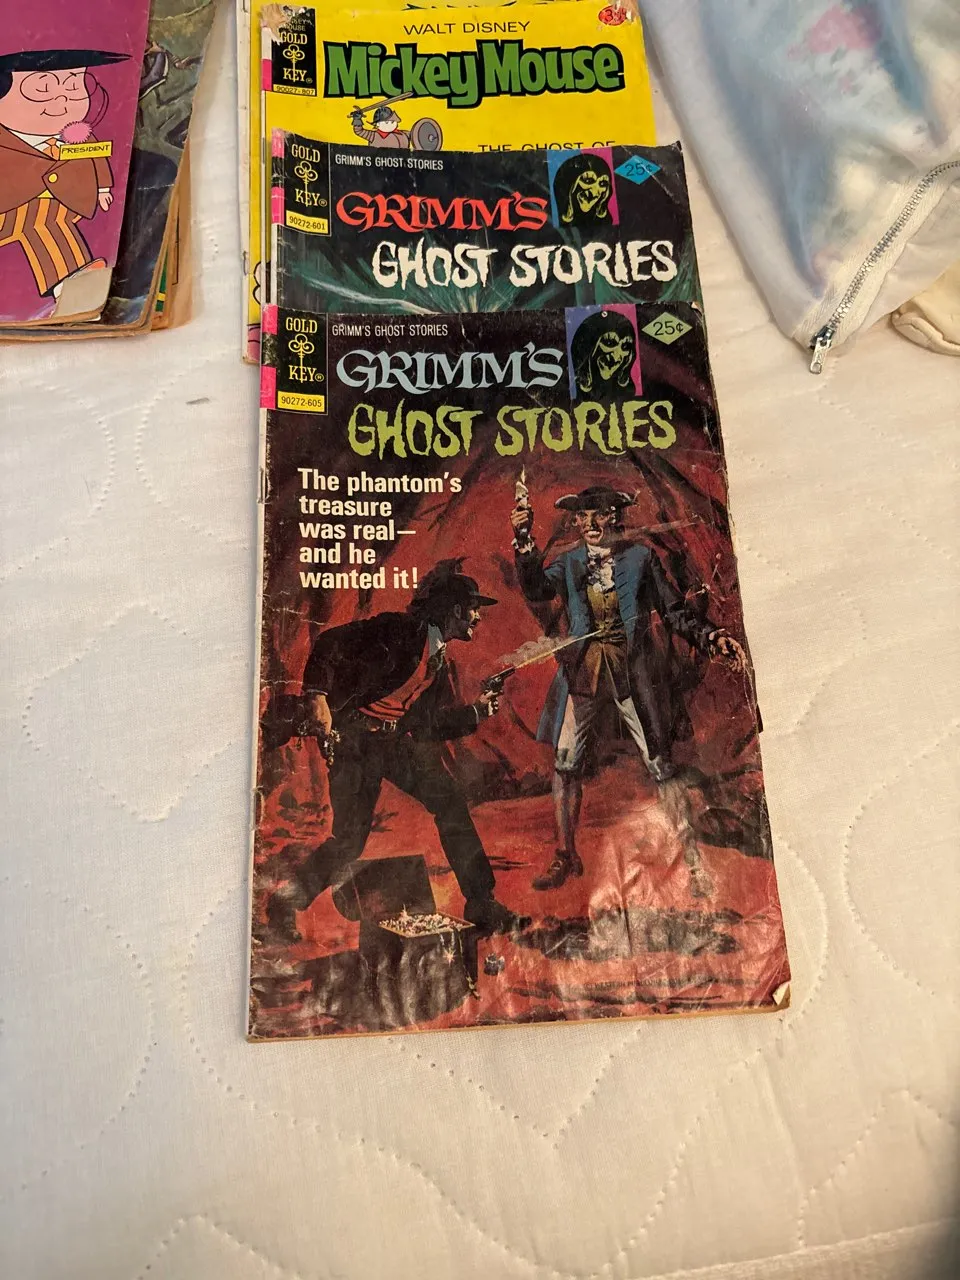 PRESIDENT
GOLD
KEY®
90027-807
WALT DISNEY
Mickey Mouse
THE GHOST OF
GOLD
KEY®
90272-601
GRIMM'S GHOST STORIES
25¢
GRIMM'S
GHOST STORIES
GOLD
KEY®
90272-605
GRIMM'S GHOST STORIES
25¢
GRIMM'S
GHOST STORIES
The phantom's
treasure
was real—
and he
wanted it!